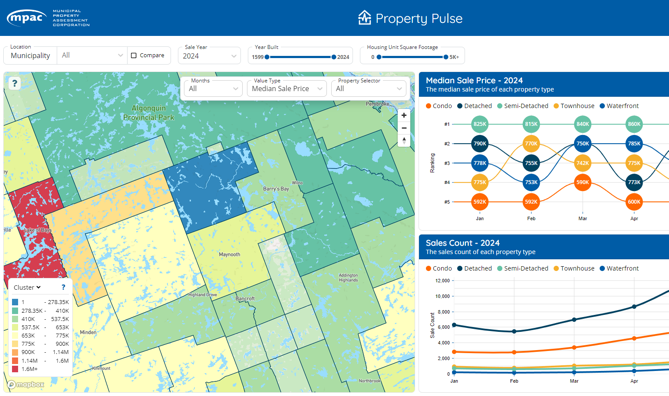 mpac
MUNICIPAL
PROPERTY
ASSESSMENT
CORPORATION
Property Pulse
Location
Municipality
All
Compare
Sale Year
2024
Year Built
1599
2024
Housing Unit Square Footage
0
5K+
?
Months
All
Value Type
Median Sale Price
Property Selector
All
Algonquin
Provincial Park
Pembroke
Barry's Bay
Maynooth
Addington
Highlands
Highland Grove
Bancroft
Minden
Northbrook
Cluster
?
1 - 278.35K
278.35K - 410K
410K - 537.5K
537.5K - 653K
653K - 775K
775K - 900K
900K - 1.14M
1.14M - 1.6M
1.6M+
mapbox
Median Sale Price - 2024
The median sale price of each property type
Condo Detached Semi-Detached Townhouse Waterfront
Ranking
#1 825K 815K 840K 880K
#2 790K 770K 750K 785K
#3 778K 755K 742K 775K
#4 775K 753K 590K 773K
#5 592K 592K 600K
Jan Feb Mar Apr
Sales Count - 2024
The sales count of each property type
Condo Detached Semi-Detached Townhouse Waterfront
Sale Count
12,000
10,000
8,000
6,000
4,000
2,000
0
Jan Feb Mar Apr